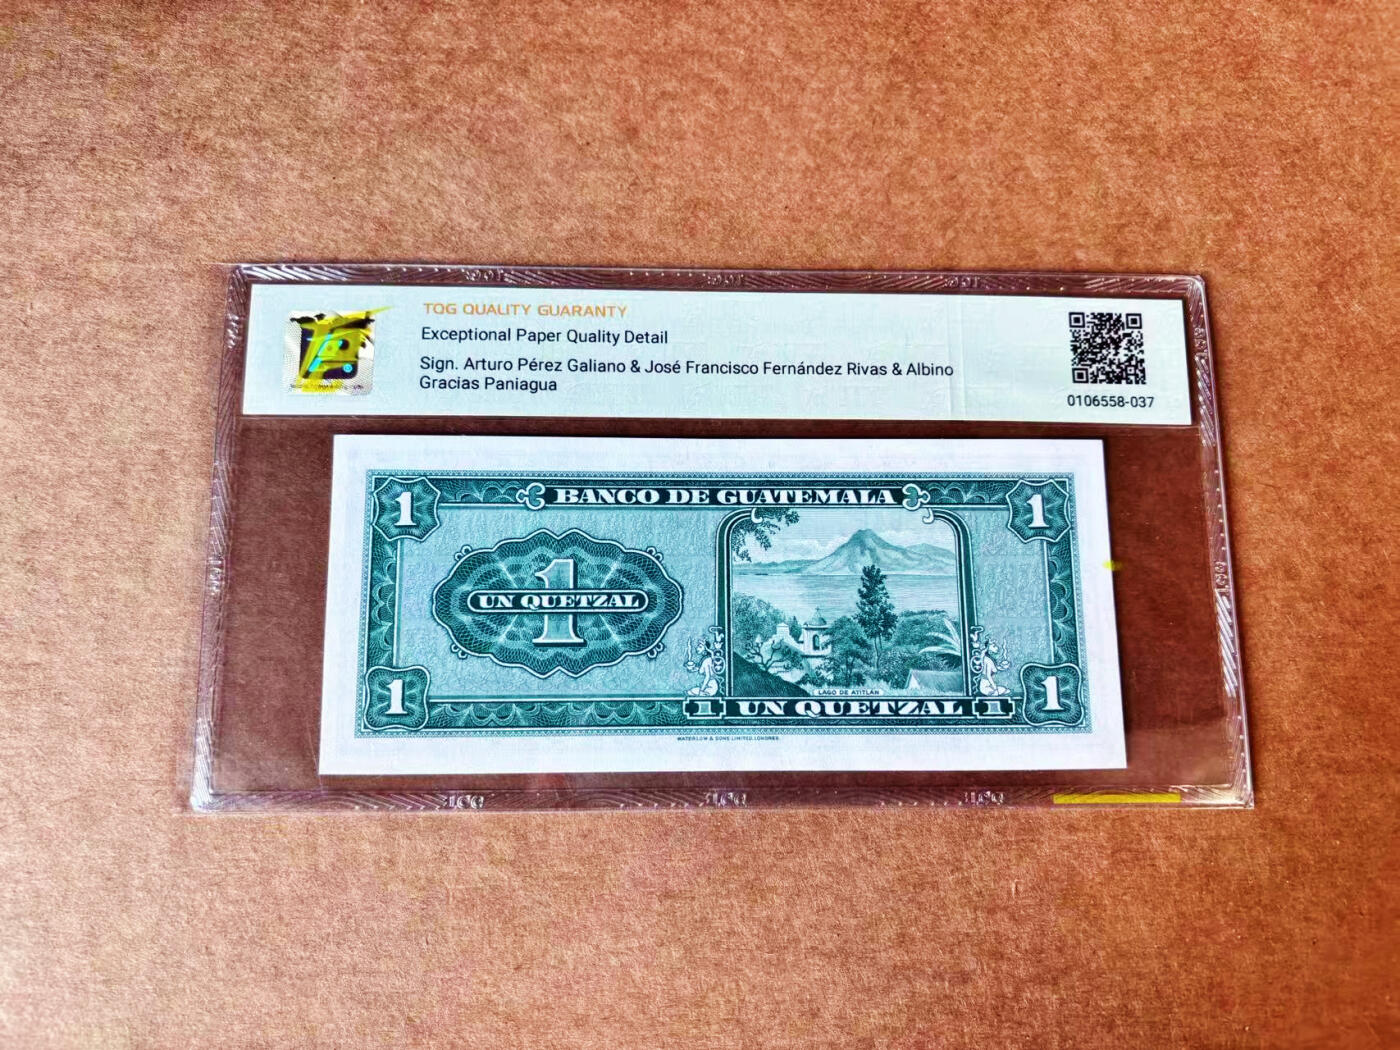 TQG QUALITY GUARANTY
Exceptional Paper Quality Detail
Sign. Arturo Pérez Galiano & José Francisco Fernández Rivas & Albino
Gracias Paniagua
0106558-037
1 BANCO DE GUATEMALA 1
1
UN QUETZAL
LAGO DE ATITLÁN
1 1 UN QUETZAL 1 1
WATERLOW & SONS LIMITED, LONDRES